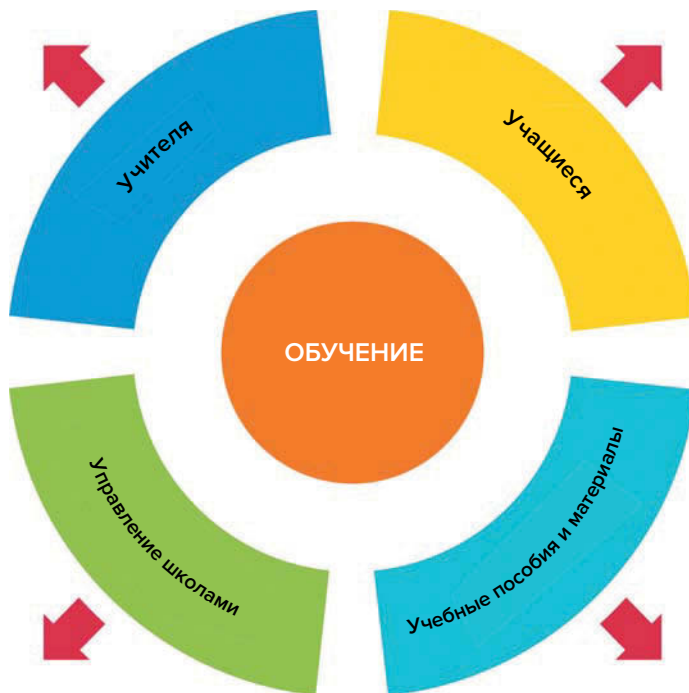 Учителя
Учащиеся
ОБУЧЕНИЕ
Управление школами
Учебные пособия и материалы